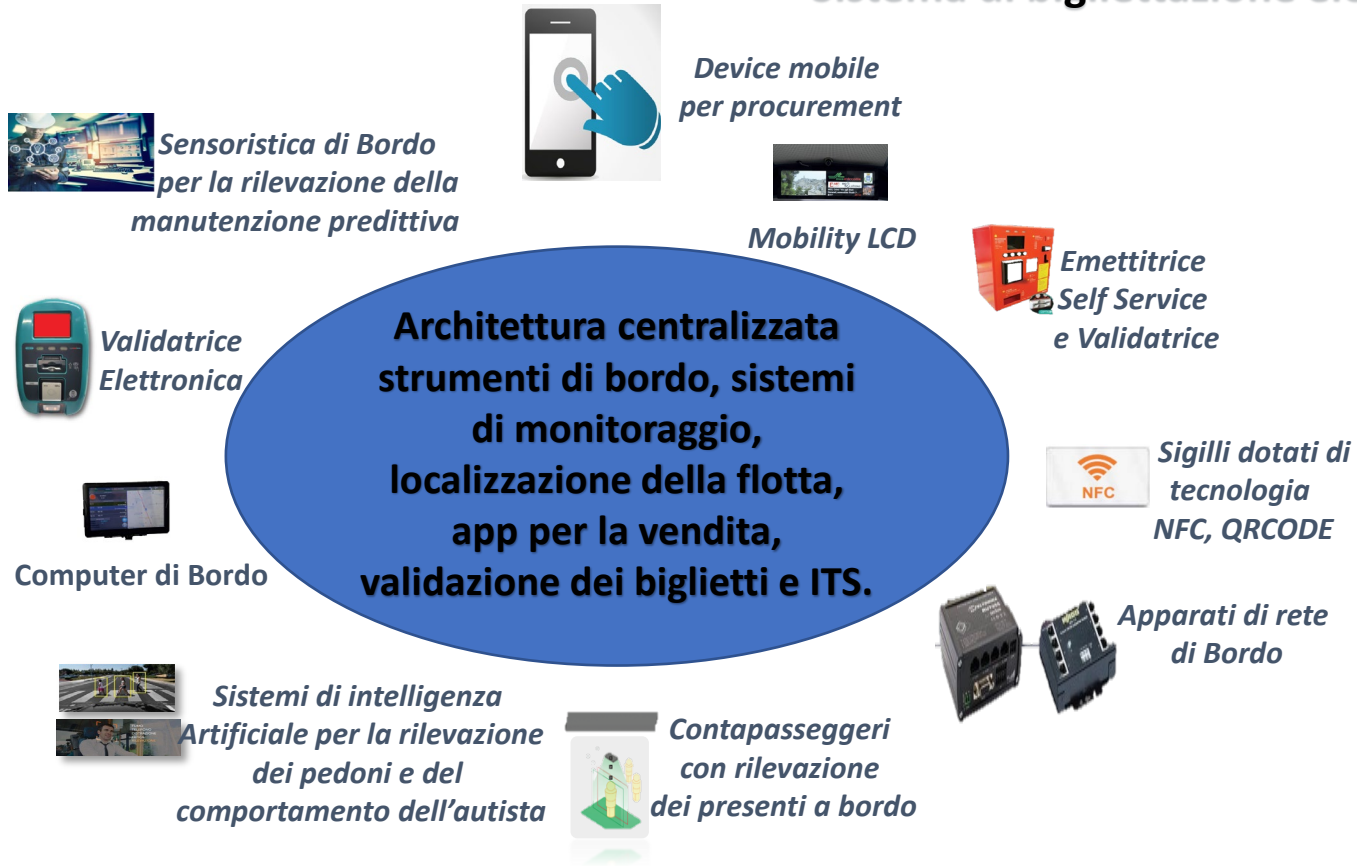 Sistema di bigliettazione
Device mobile
per procurement
Sensoristica di Bordo
per la rilevazione della
manutenzione predittiva
Mobility LCD
Emettitrice
Self Service
e Validatrice
Validatrice
Elettronica
Architettura centralizzata
strumenti di bordo, sistemi
di monitoraggio,
localizzazione della flotta,
app per la vendita,
validazione dei biglietti e ITS.
NFC
Sigilli dotati di
tecnologia
NFC, QRCODE
Computer di Bordo
Apparati di rete
di Bordo
Sistemi di intelligenza
Artificiale per la rilevazione
dei pedoni e del
comportamento dell’autista
Contapasseggeri
con rilevazione
dei presenti a bordo